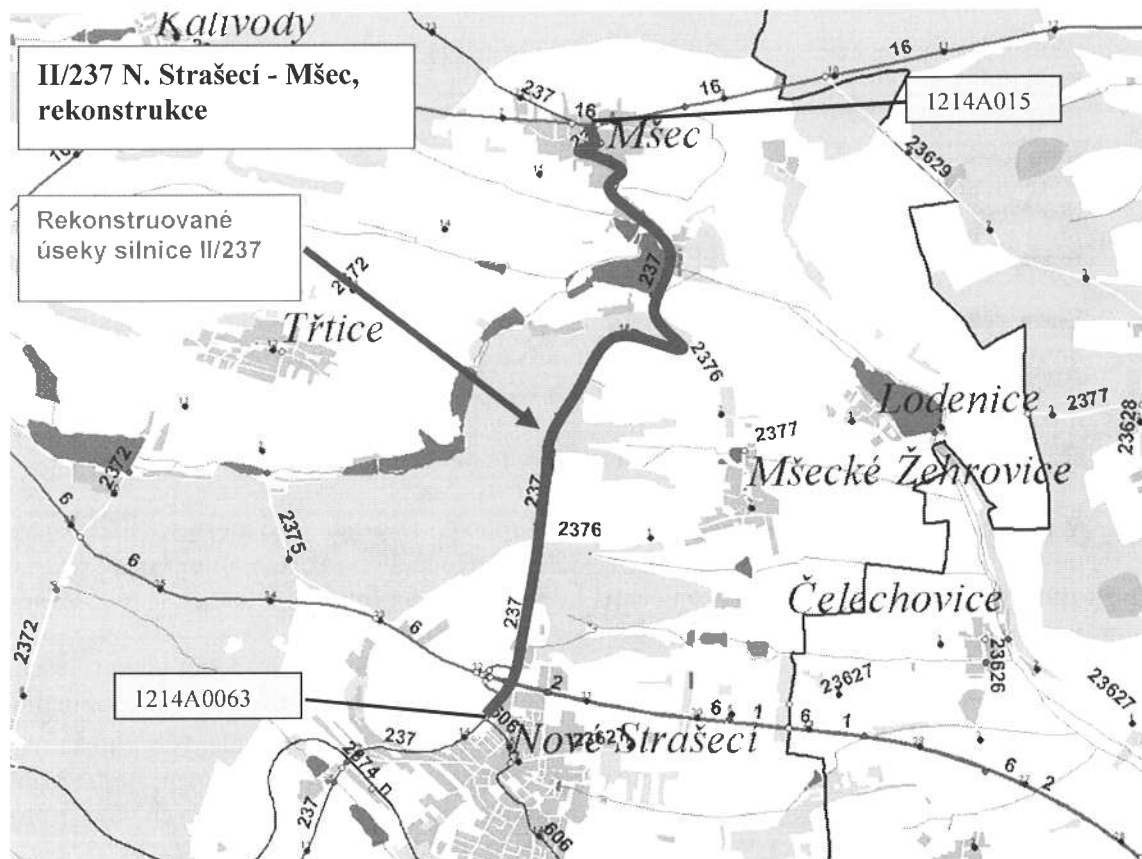 Kalivody
II/237 N. Strašecí - Mšec,
rekonstrukce
237
16
16
16
16
1214A015
Mšec
23629
Rekonstruované
úseky silnice II/237
2372
237
Třtice
2376
Lodenice
2377
2377
23628
Mšecké Žehrovice
2372
237
6
2376
2375
6
237
Čelechovice
6
2372
23626
23627
23627
2
6
1
6
1
1214A0063
606
Nové Strašecí
23627
237
2374
6
2
237
606